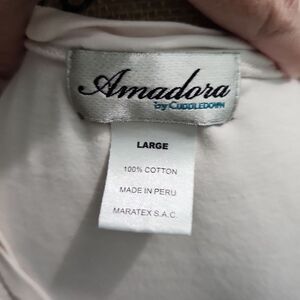 Amadora
by CUDDLEDOWN
LARGE
100% COTTON
MADE IN PERU
MARATEX S.A.C.